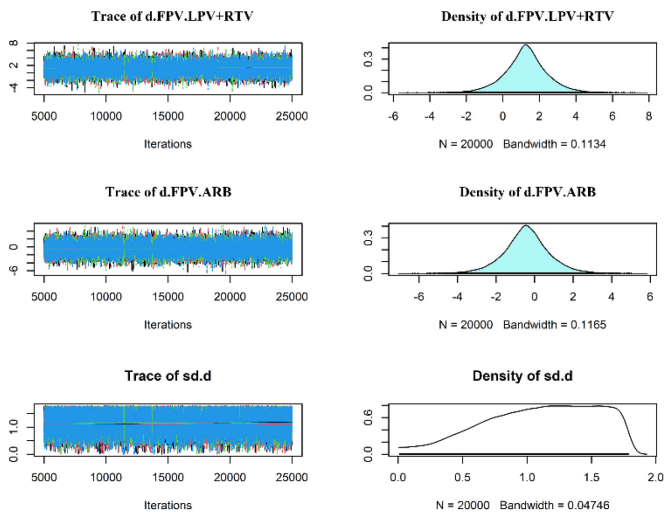 Trace of d.FPV.LPV+RTV
Density of d.FPV.LPV+RTV
8
2
-4
5000 10000 15000 20000 25000
Iterations
0.3
0.0
-6 -4 -2 0 2 4 6 8
N = 20000 Bandwidth = 0.1134
Trace of d.FPV.ARB
Density of d.FPV.ARB
0
-6
5000 10000 15000 20000 25000
Iterations
0.3
0.0
-6 -4 -2 0 2 4 6
N = 20000 Bandwidth = 0.1165
Trace of sd.d
Density of sd.d
1.0
0.0
5000 10000 15000 20000 25000
Iterations
0.6
0.0
0.0 0.5 1.0 1.5 2.0
N = 20000 Bandwidth = 0.04746